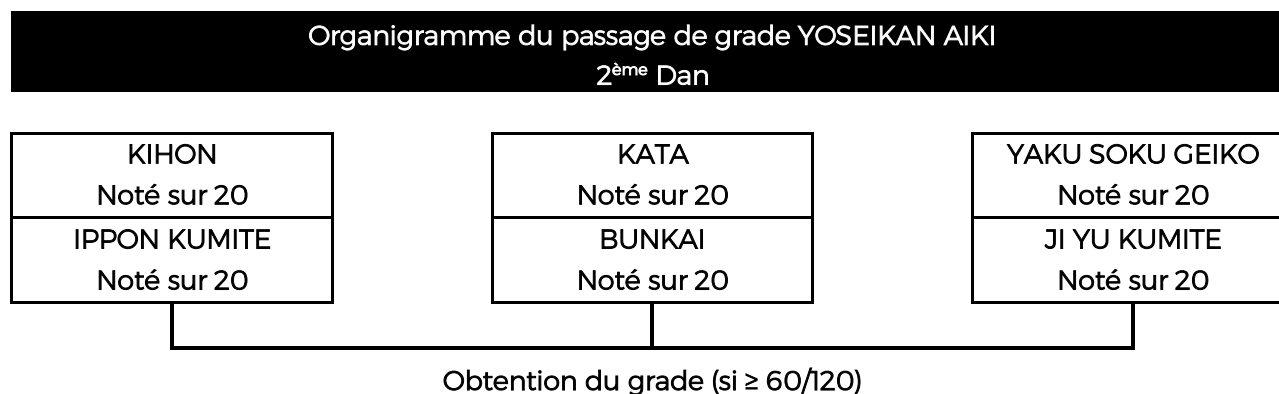 Organigramme du passage de grade YOSEIKAN AIKI
2ème Dan
KIHON
Noté sur 20
IPPON KUMITE
Noté sur 20
KATA
Noté sur 20
BUNKAI
Noté sur 20
YAKU SOKU GEIKO
Noté sur 20
JI YU KUMITE
Noté sur 20
Obtention du grade (si ≥ 60/120)